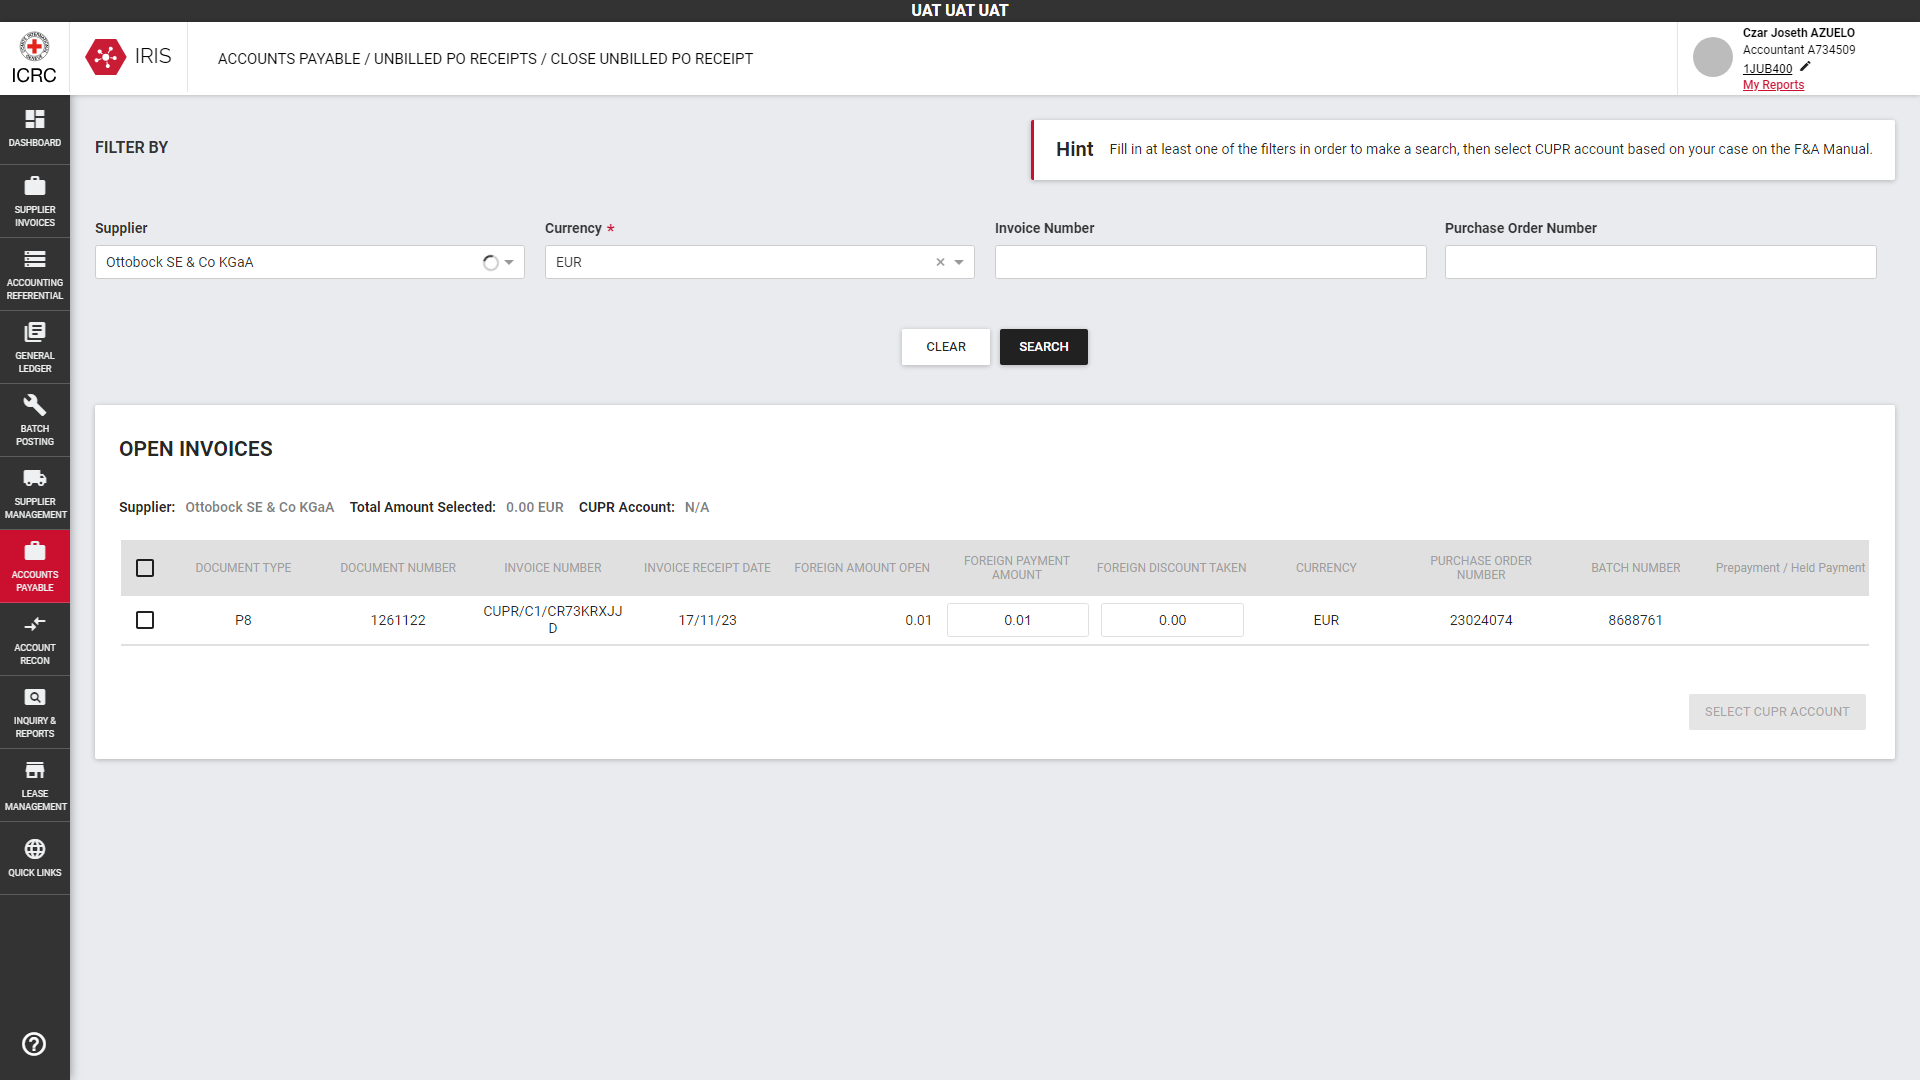 UAT UAT UAT
ICRC
IRIS
ACCOUNTS PAYABLE / UNBILLED PO RECEIPTS / CLOSE UNBILLED PO RECEIPT
Czar Joseth AZUELO
Accountant A734509
1JUB400
My Reports
DASHBOARD
SUPPLIER
INVOICES
ACCOUNTING
REFERENTIAL
GENERAL
LEDGER
BATCH
POSTING
SUPPLIER
MANAGEMENT
ACCOUNTS
PAYABLE
ACCOUNT
RECON
INQUIRY &
REPORTS
LEASE
MANAGEMENT
QUICK LINKS
FILTER BY
Hint Fill in at least one of the filters in order to make a search, then select CUPR account based on your case on the F&A Manual.
Supplier
Currency *
Invoice Number
Purchase Order Number
Ottobock SE & Co KGaA
EUR
CLEAR
SEARCH
OPEN INVOICES
Supplier: Ottobock SE & Co KGaA Total Amount Selected: 0.00 EUR CUPR Account: N/A
DOCUMENT TYPE
DOCUMENT NUMBER
INVOICE NUMBER
INVOICE RECEIPT DATE
FOREIGN AMOUNT OPEN
FOREIGN PAYMENT
AMOUNT
FOREIGN DISCOUNT TAKEN
CURRENCY
PURCHASE ORDER
NUMBER
BATCH NUMBER
Prepayment / Held Payment
P8
1261122
CUPR/C1/CR73KRXJJ
D
17/11/23
0.01
0.01
0.00
EUR
23024074
8688761
SELECT CUPR ACCOUNT